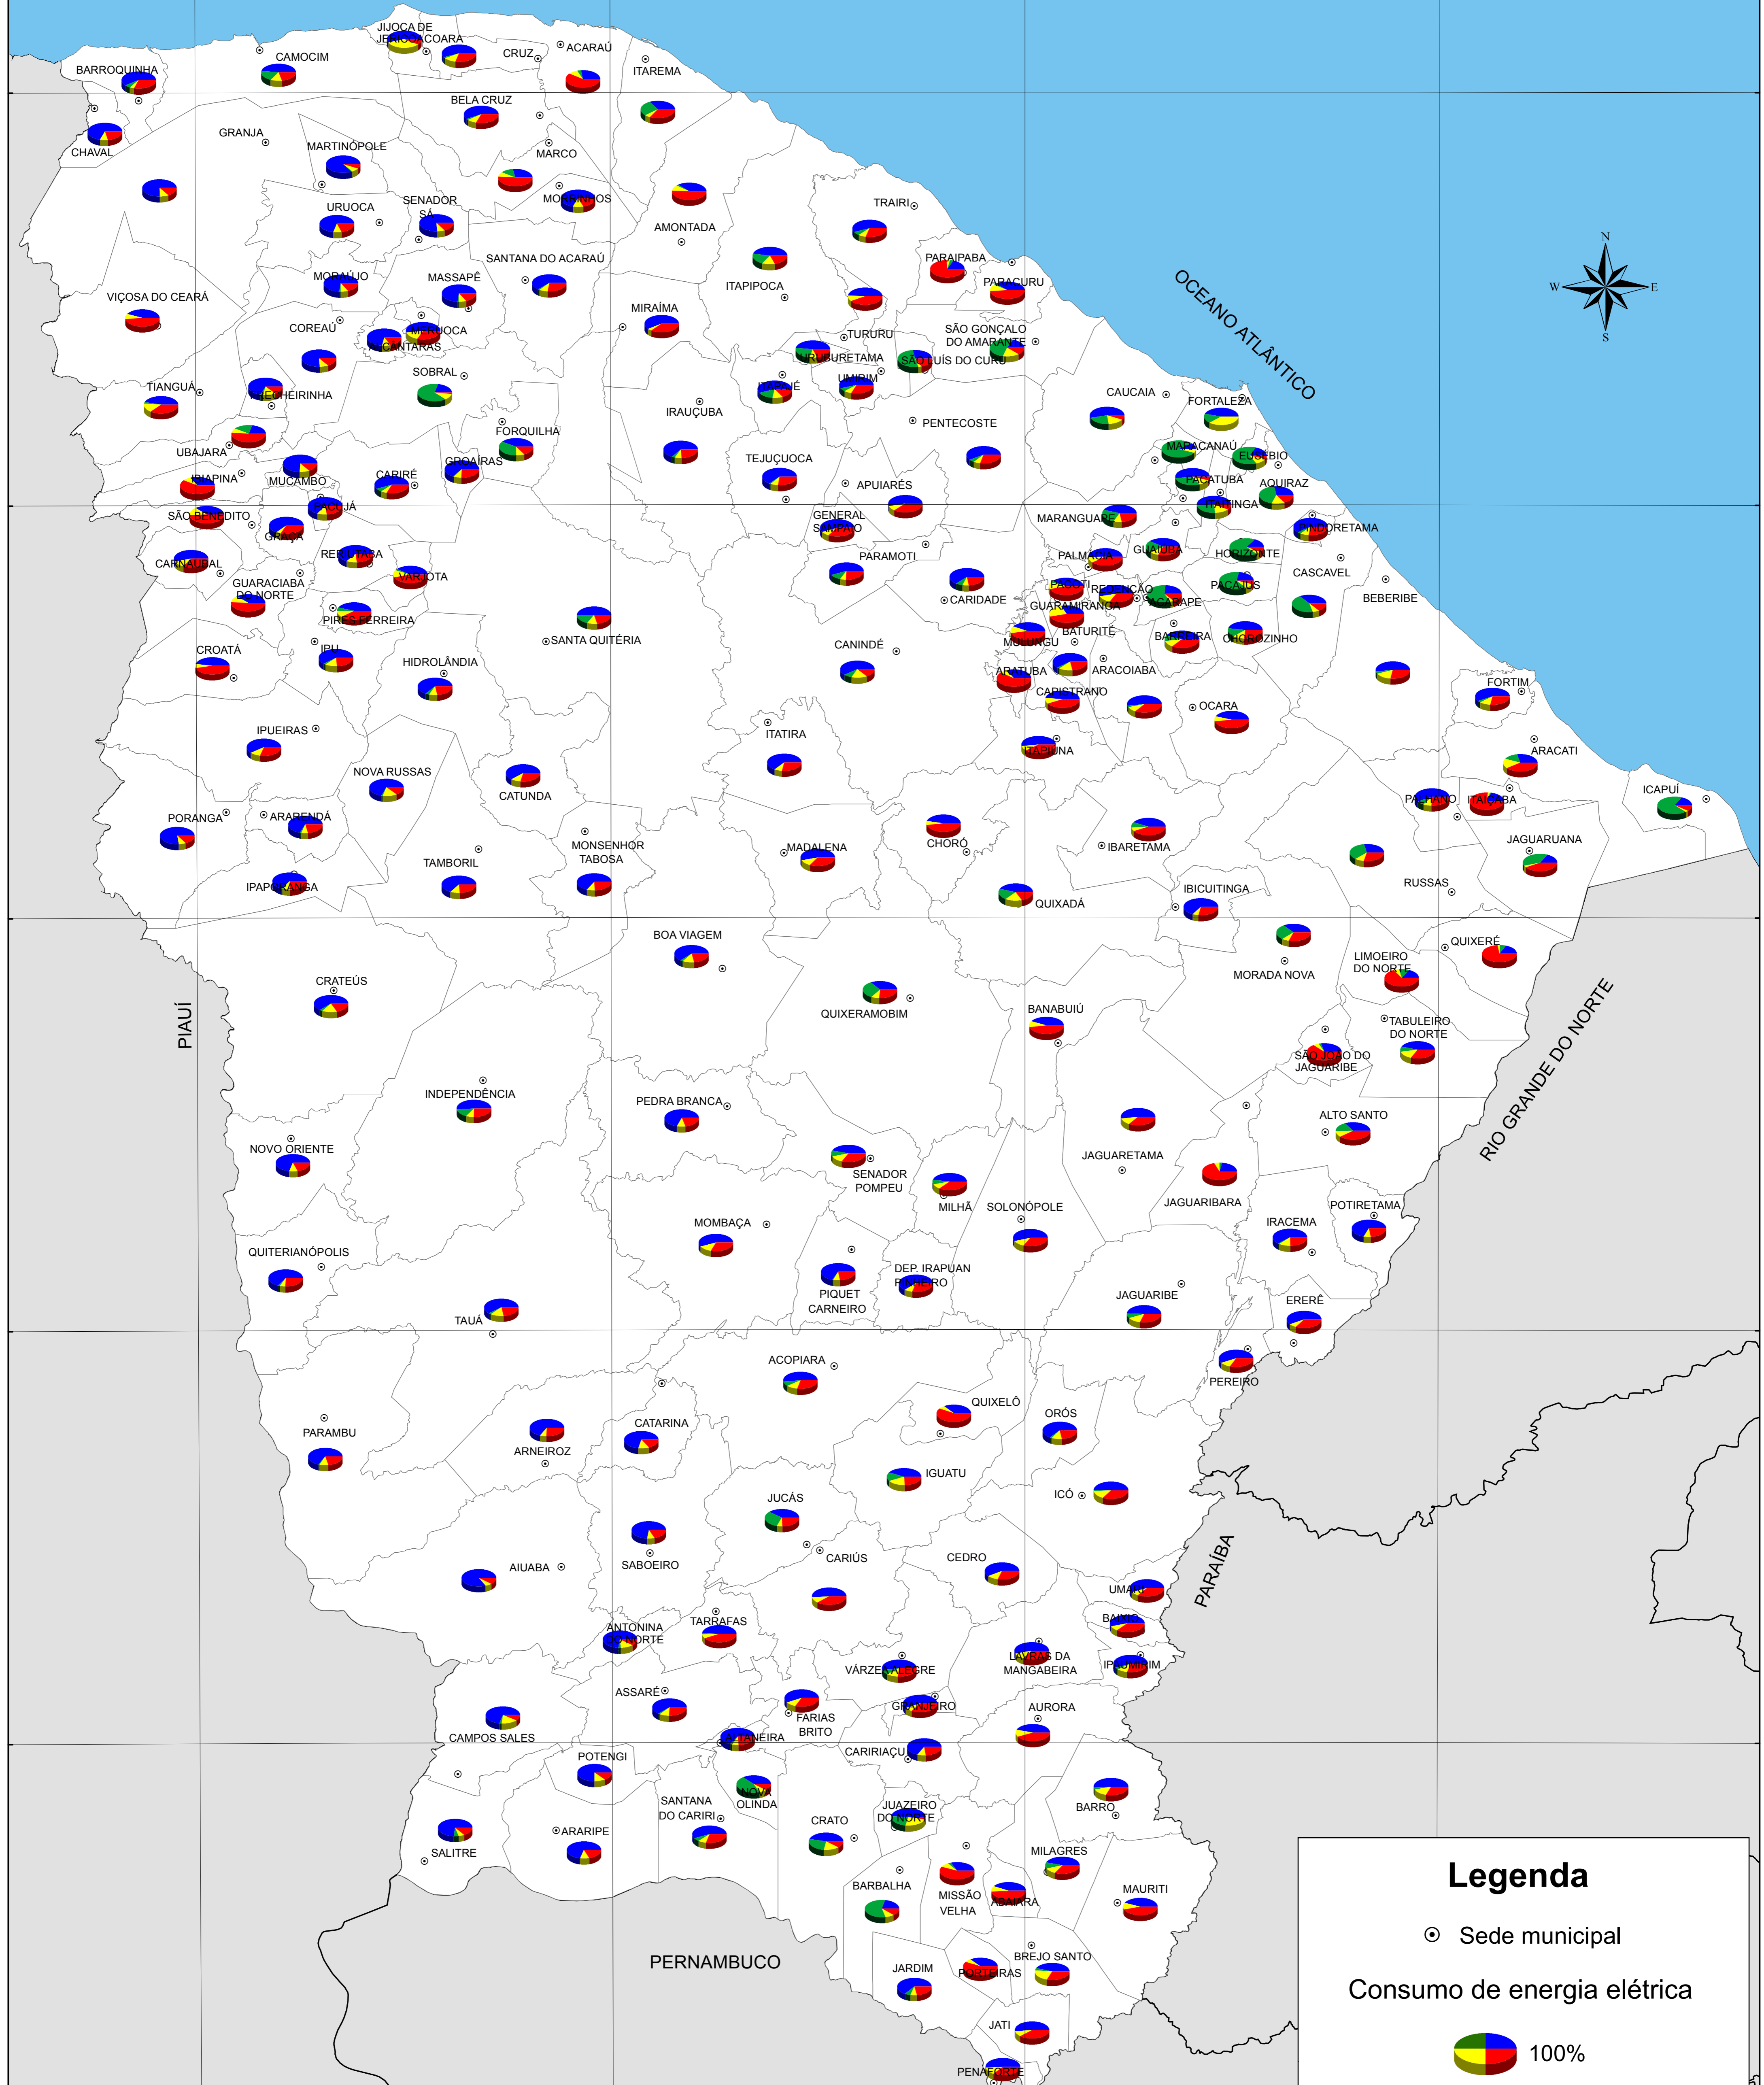 JIJOCA DE
JERICOACOARA
CRUZ
ACARAÚ
CAMOCIM
BARROQUINHA
ITAREMA
BELA CRUZ
CHAVAL
GRANJA
MARTINÓPOLE
MARCO
MORRINHOS
URUOCA
SENADOR
SÁ
TRAIRI
AMONTADA
N
W
E
S
PARAIPABA
SANTANA DO ACARAÚ
OCEANO ATLÂNTICO
MORAÚJO
MASSAPÊ
ITAPIPOCA
PARACURU
VIÇOSA DO CEARÁ
MIRAÍMA
COREAÚ
MERUOCA
ALCÂNTARAS
TURURU
SÃO GONÇALO
DO AMARANTE
URUBURETAMA
SÃO LUÍS DO CURU
SOBRAL
TIANGUÁ
FRECHEIRINHA
ITAPAJÉ
UMIRIM
CAUCAIA
FORTALEZA
IRAUÇUBA
PENTECOSTE
FORQUILHA
UBAJARA
MARACANAÚ
EUSÉBIO
GROAÍRAS
TEJUÇUOCA
CARIRÉ
IBIAPINA
MUCAMBO
APUIARÉS
PACATUBA
AQUIRAZ
PACUJÁ
ITAITINGA
SÃO BENEDITO
GENERAL
SAMPAIO
MARANGUAPE
PINDORETAMA
GRAÇA
RERIUTABA
PARAMOTI
PALMÁCIA
GUAIÚBA
HORIZONTE
CARNAUBAL
VARJOTA
CASCAVEL
GUARACIABA
DO NORTE
PACOTI
REDENÇÃO
PACAJUS
BEBERIBE
CARIDADE
GUARAMIRANGA
ACARAPE
PIRES FERREIRA
BATURITÉ
SANTA QUITÉRIA
MULUNGU
BARREIRA
CHOROZINHO
CROATÁ
IPU
CANINDÉ
HIDROLÂNDIA
ARATUBA
ARACOIABA
FORTIM
CAPISTRANO
OCARA
IPUEIRAS
ITATIRA
ITAPIÚNA
ARACATI
NOVA RUSSAS
CATUNDA
ICAPUÍ
PALHANO
ITAIÇABA
PORANGA
ARARENDÁ
CHORÓ
JAGUARUANA
MONSENHOR
TABOSA
MADALENA
IBARETAMA
TAMBORIL
IPAPORANGA
RUSSAS
IBICUITINGA
QUIXADÁ
BOA VIAGEM
QUIXERÉ
LIMOEIRO
DO NORTE
MORADA NOVA
CRATEÚS
RIO GRANDE DO NORTE
PIAUÍ
QUIXERAMOBIM
BANABUIÚ
TABULEIRO
DO NORTE
SÃO JOÃO DO
JAGUARIBE
INDEPENDÊNCIA
PEDRA BRANCA
ALTO SANTO
NOVO ORIENTE
JAGUARETAMA
SENADOR
POMPEU
JAGUARIBARA
MILHÃ
SOLONÓPOLE
POTIRETAMA
MOMBAÇA
IRACEMA
QUITERIANÓPOLIS
DEP. IRAPUAN
PINHEIRO
PIQUET
CARNEIRO
JAGUARIBE
ERERÊ
TAUÁ
ACOPIARA
PEREIRO
QUIXELÔ
ORÓS
CATARINA
PARAMBU
ARNEIROZ
IGUATU
ICÓ
JUCÁS
PARAÍBA
CARIÚS
CEDRO
AIUABA
SABOEIRO
UMARI
TARRAFAS
BAIXIO
ANTONINA
DO NORTE
LAVRAS DA
MANGABEIRA
IPAUMIRIM
VÁRZEA ALEGRE
ASSARÉ
GRANJEIRO
AURORA
FARIAS
BRITO
CAMPOS SALES
ALTANEIRA
CARIRIAÇU
POTENGI
NOVA
OLINDA
BARRO
SANTANA
DO CARIRI
JUAZEIRO
DO NORTE
CRATO
ARARIPE
SALITRE
MILAGRES
BARBALHA
MISSÃO
VELHA
ABAIARA
MAURITI
Legenda
Sede municipal
PERNAMBUCO
BREJO SANTO
JARDIM
PORTEIRAS
Consumo de energia elétrica
JATI
100%
PENAFORTE